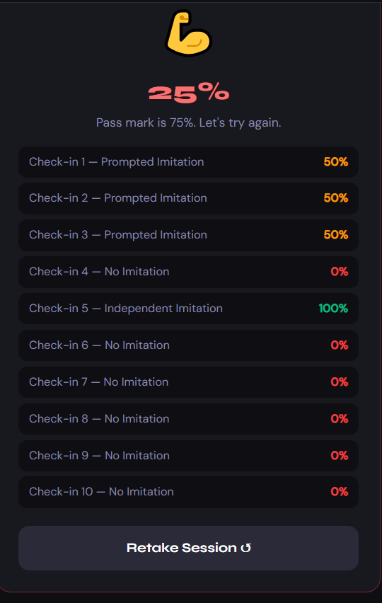 25%
Pass mark is 75%. Let's try again.
Check-in 1 — Prompted Imitation 50%
Check-in 2 — Prompted Imitation 50%
Check-in 3 — Prompted Imitation 50%
Check-in 4 — No Imitation 0%
Check-in 5 — Independent Imitation 100%
Check-in 6 — No Imitation 0%
Check-in 7 — No Imitation 0%
Check-in 8 — No Imitation 0%
Check-in 9 — No Imitation 0%
Check-in 10 — No Imitation 0%
Retake Session ↺